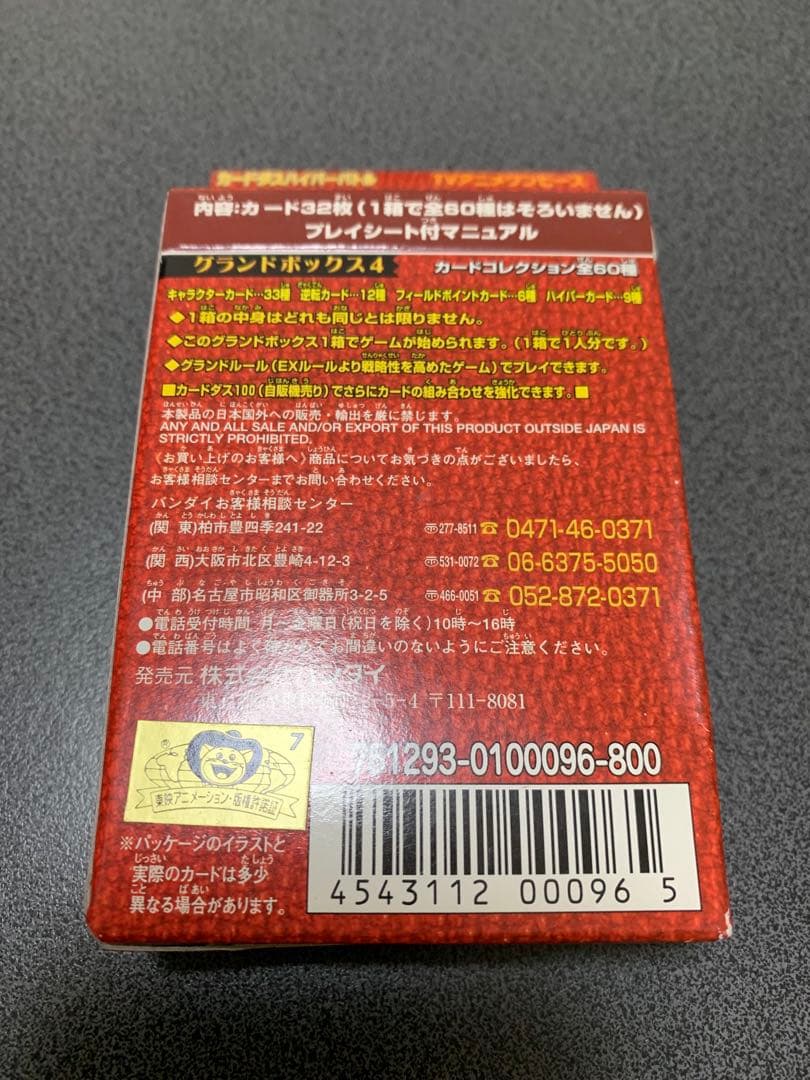 カードダスハイパーバトル TVアニメワンピース
内容:カード32枚(1箱で全60種はそろいません)
プレイシート付マニュアル
グランドボックス4 カードコレクション全60種
キャラクターカード…33種 逆転カード…12種 フィールドポイントカード…6種 ハイパーカード…9種
◆1箱の中身はどれも同じとは限りません。
◆このグランドボックス1箱でゲームが始められます。(1箱で1人分です。)
◆グランドルール(EXルールより戦略性を高めたゲーム)でプレイできます。
■カードダス100(自販機売り)でさらにカードの組み合わせを強化できます。■
本製品の日本国外への販売・輸出を厳に禁じます。
ANY AND ALL SALE AND/OR EXPORT OF THIS PRODUCT OUTSIDE JAPAN IS
STRICTLY PROHIBITED.
〈お買い上げのお客様へ〉商品についてお気づきの点がございましたら、
お客様相談センターまでお問い合わせください。
バンダイお客様相談センター
(関 東)柏市豊四季241-22 〒277-8511 ☎ 0471-46-0371
(関 西)大阪市北区豊崎4-12-3 〒531-0072 ☎ 06-6375-5050
(中 部)名古屋市昭和区御器所3-2-5 〒466-0051 ☎ 052-872-0371
●電話受付時間 月〜金曜日(祝日を除く)10時〜16時
●電話番号はよく確かめてお間違いのないようにご注意ください。
発売元 株式会社バンダイ
-5-4 〒111-8081
7
東映アニメーション・版権許諾証
781293-0100096-800
※パッケージのイラストと
実際のカードは多少
異なる場合があります。
4543112 000965